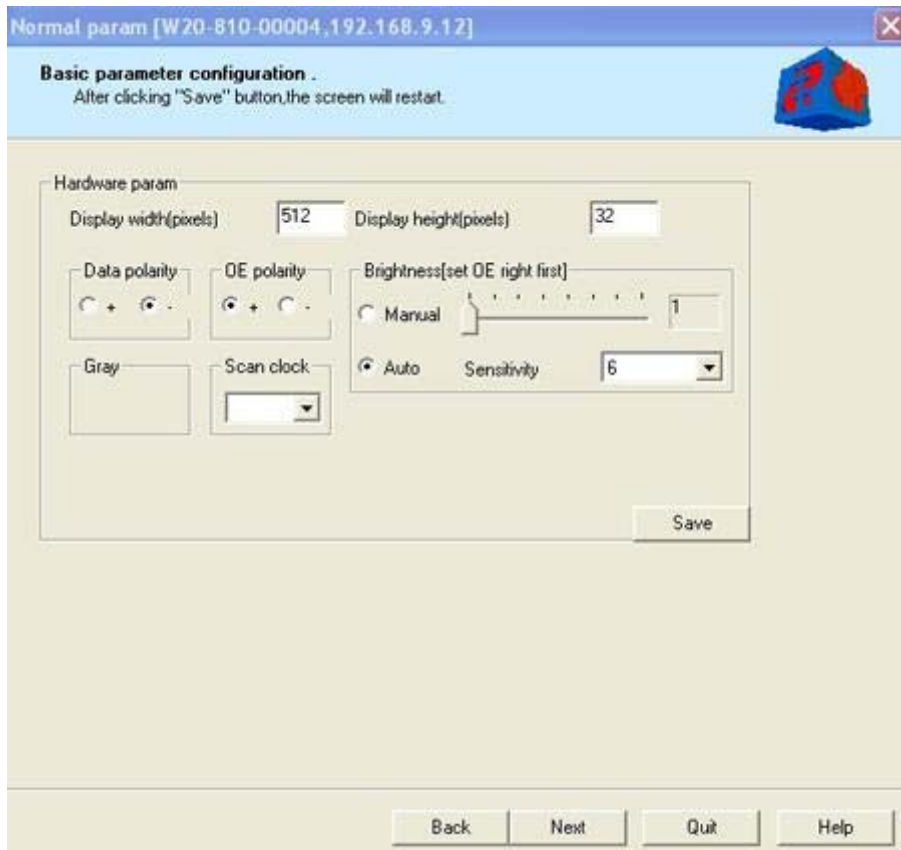 Normal param [W20-810-00004,192.168.9.12]
Basic parameter configuration .
After clicking "Save" button,the screen will restart.
Hardware param
Display width(pixels) 512 Display height(pixels) 32
Data polarity OE polarity Brightness[set OE right first]
+ - + - Manual 1
Gray Scan clock Auto Sensitivity 6
Save
Back Next Quit Help